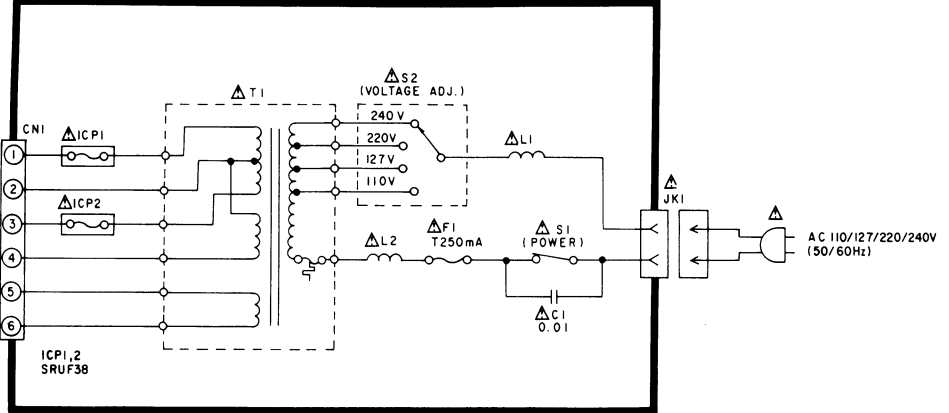 CN1
1
2
3
4
5
6
ICP1
ICP2
T1
S2
(VOLTAGE ADJ.)
240V
220V
127V
110V
L1
L2
F1
T250mA
S1
(POWER)
C1
0.01
JK1
AC 110/127/220/240V
(50/60Hz)
ICP1,2
SRUF38